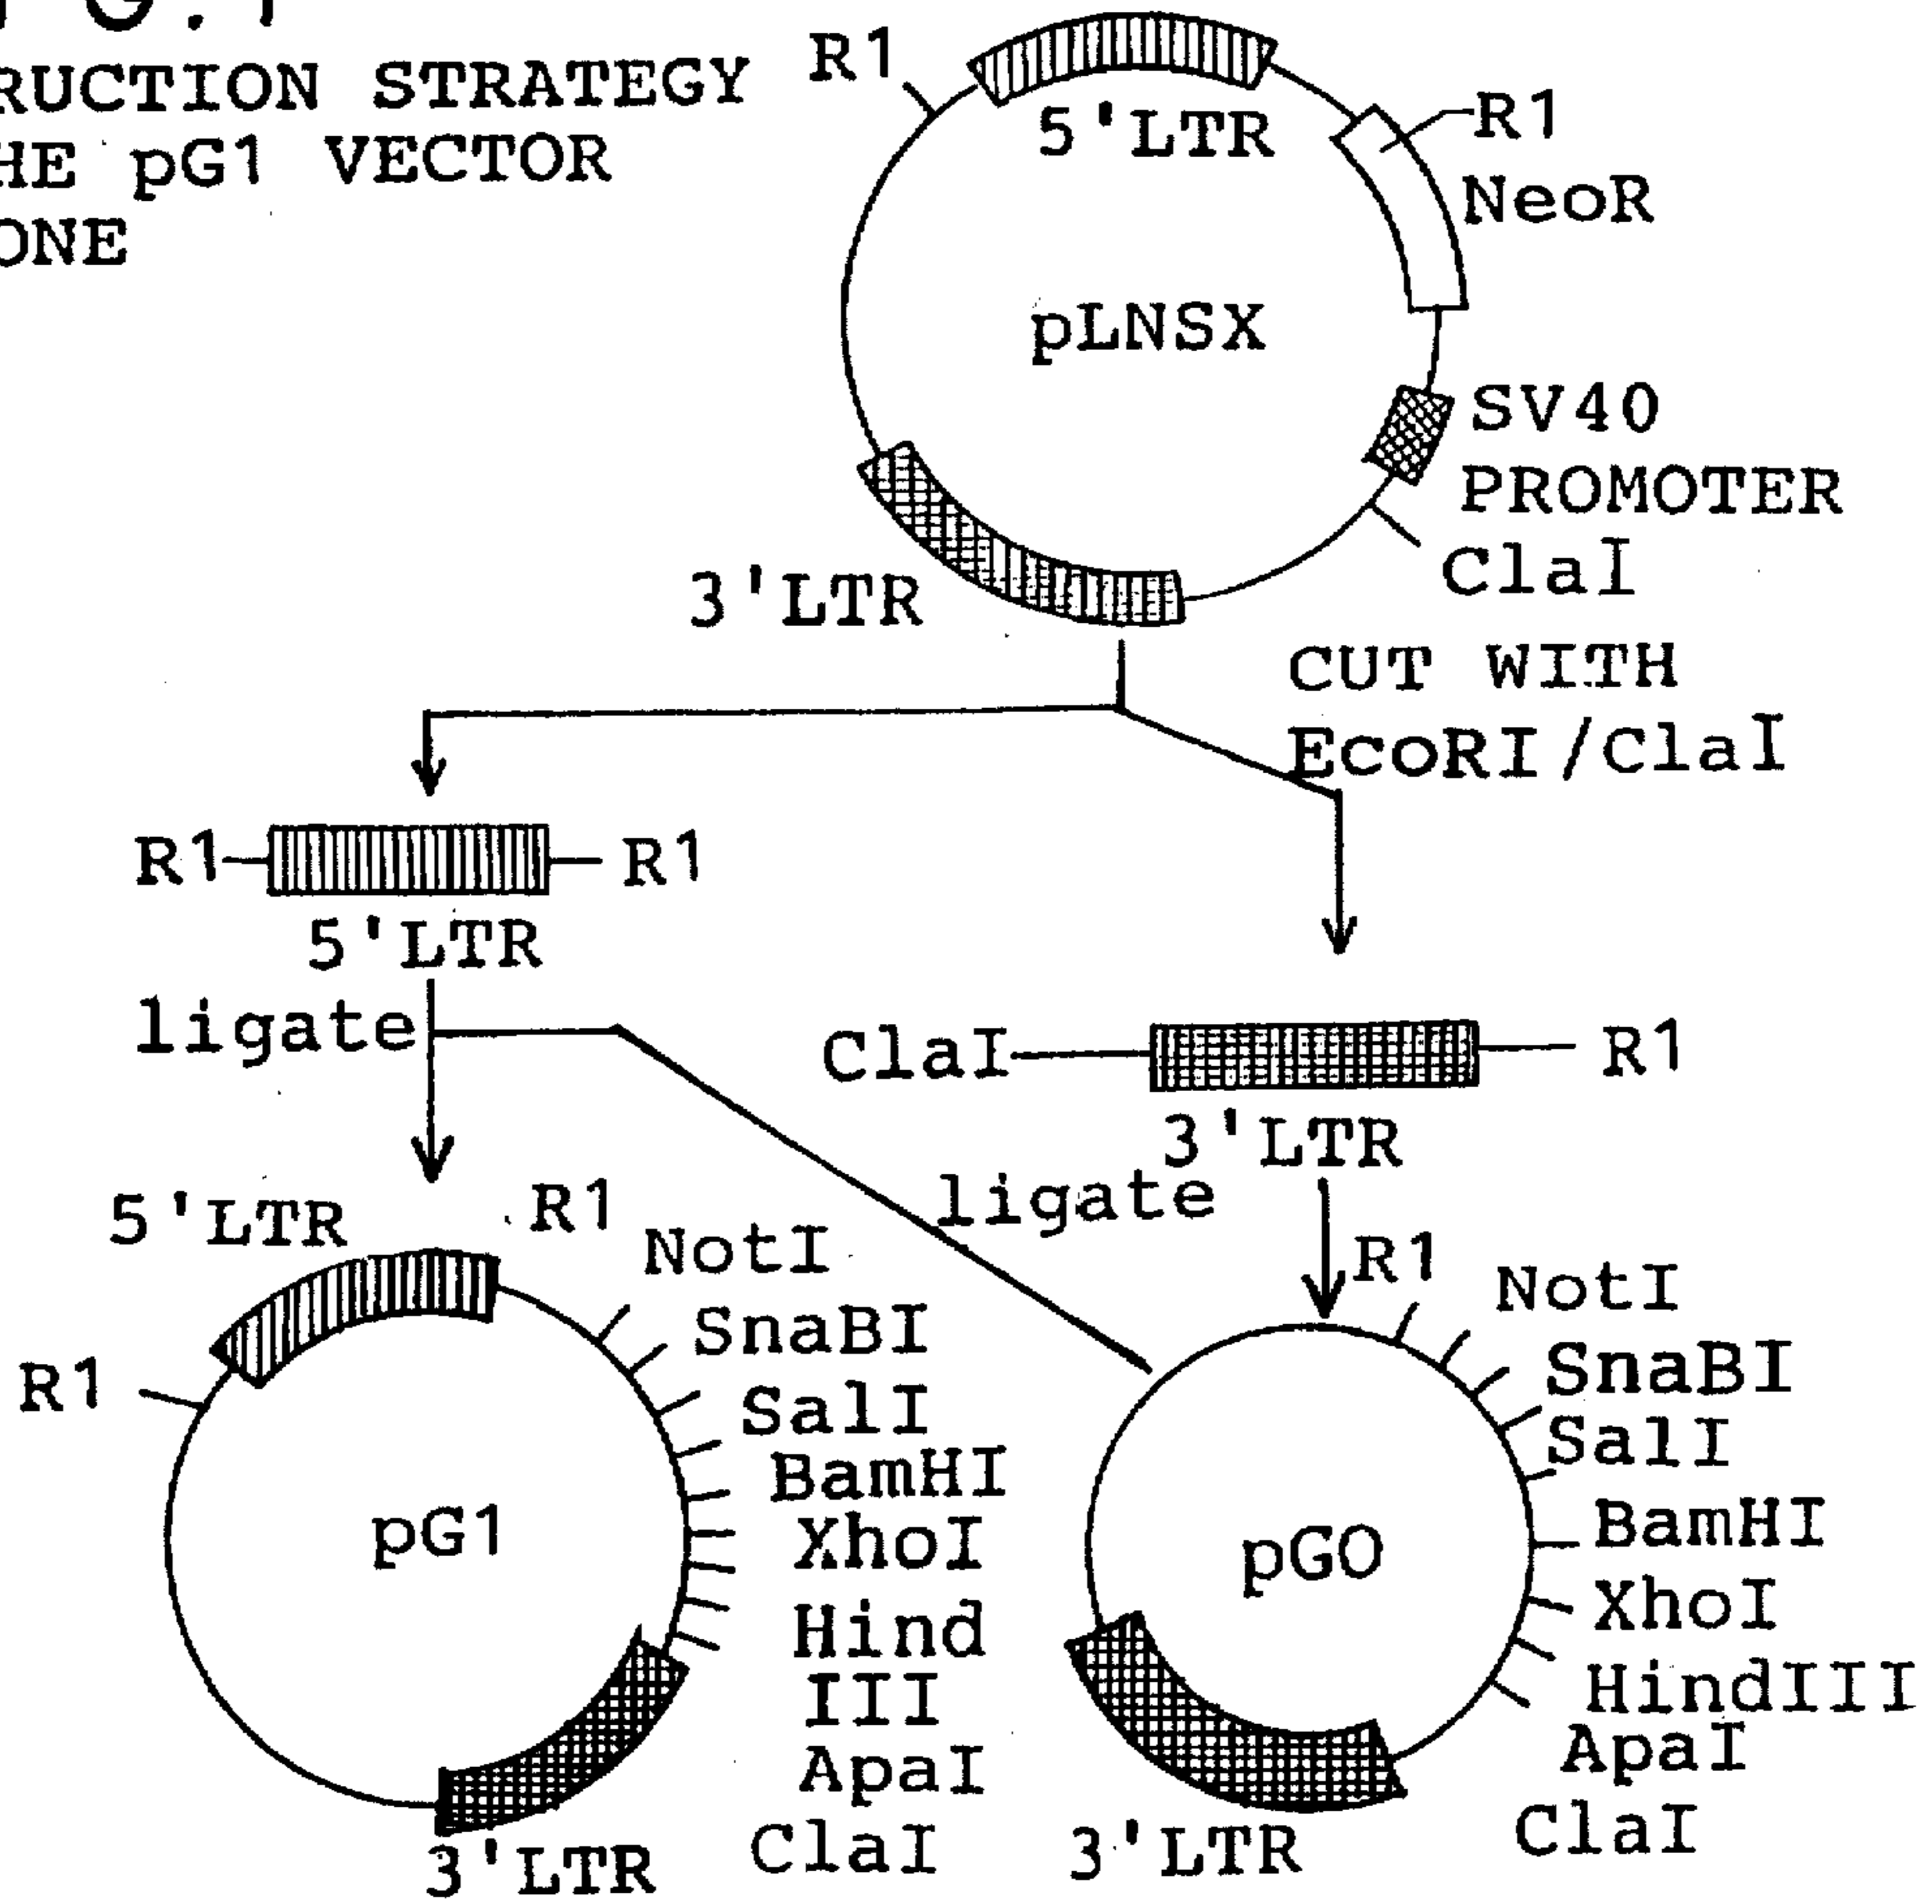 RUCTION STRATEGY
HE pG1 VECTOR
ONE
R1
5'LTR
R1
NeoR
pLNSX
SV40
PROMOTER
ClaI
3'LTR
CUT WITH
EcoRI/ClaI
R1
R1
5'LTR
ligate
ClaI
R1
3'LTR
ligate
5'LTR
R1
NotI
SnaBI
SalI
BamHI
XhoI
Hind
III
ApaI
ClaI
R1
pG1
3'LTR
R1
NotI
SnaBI
SalI
BamHI
XhoI
HindIII
ApaI
ClaI
pGO
3'LTR